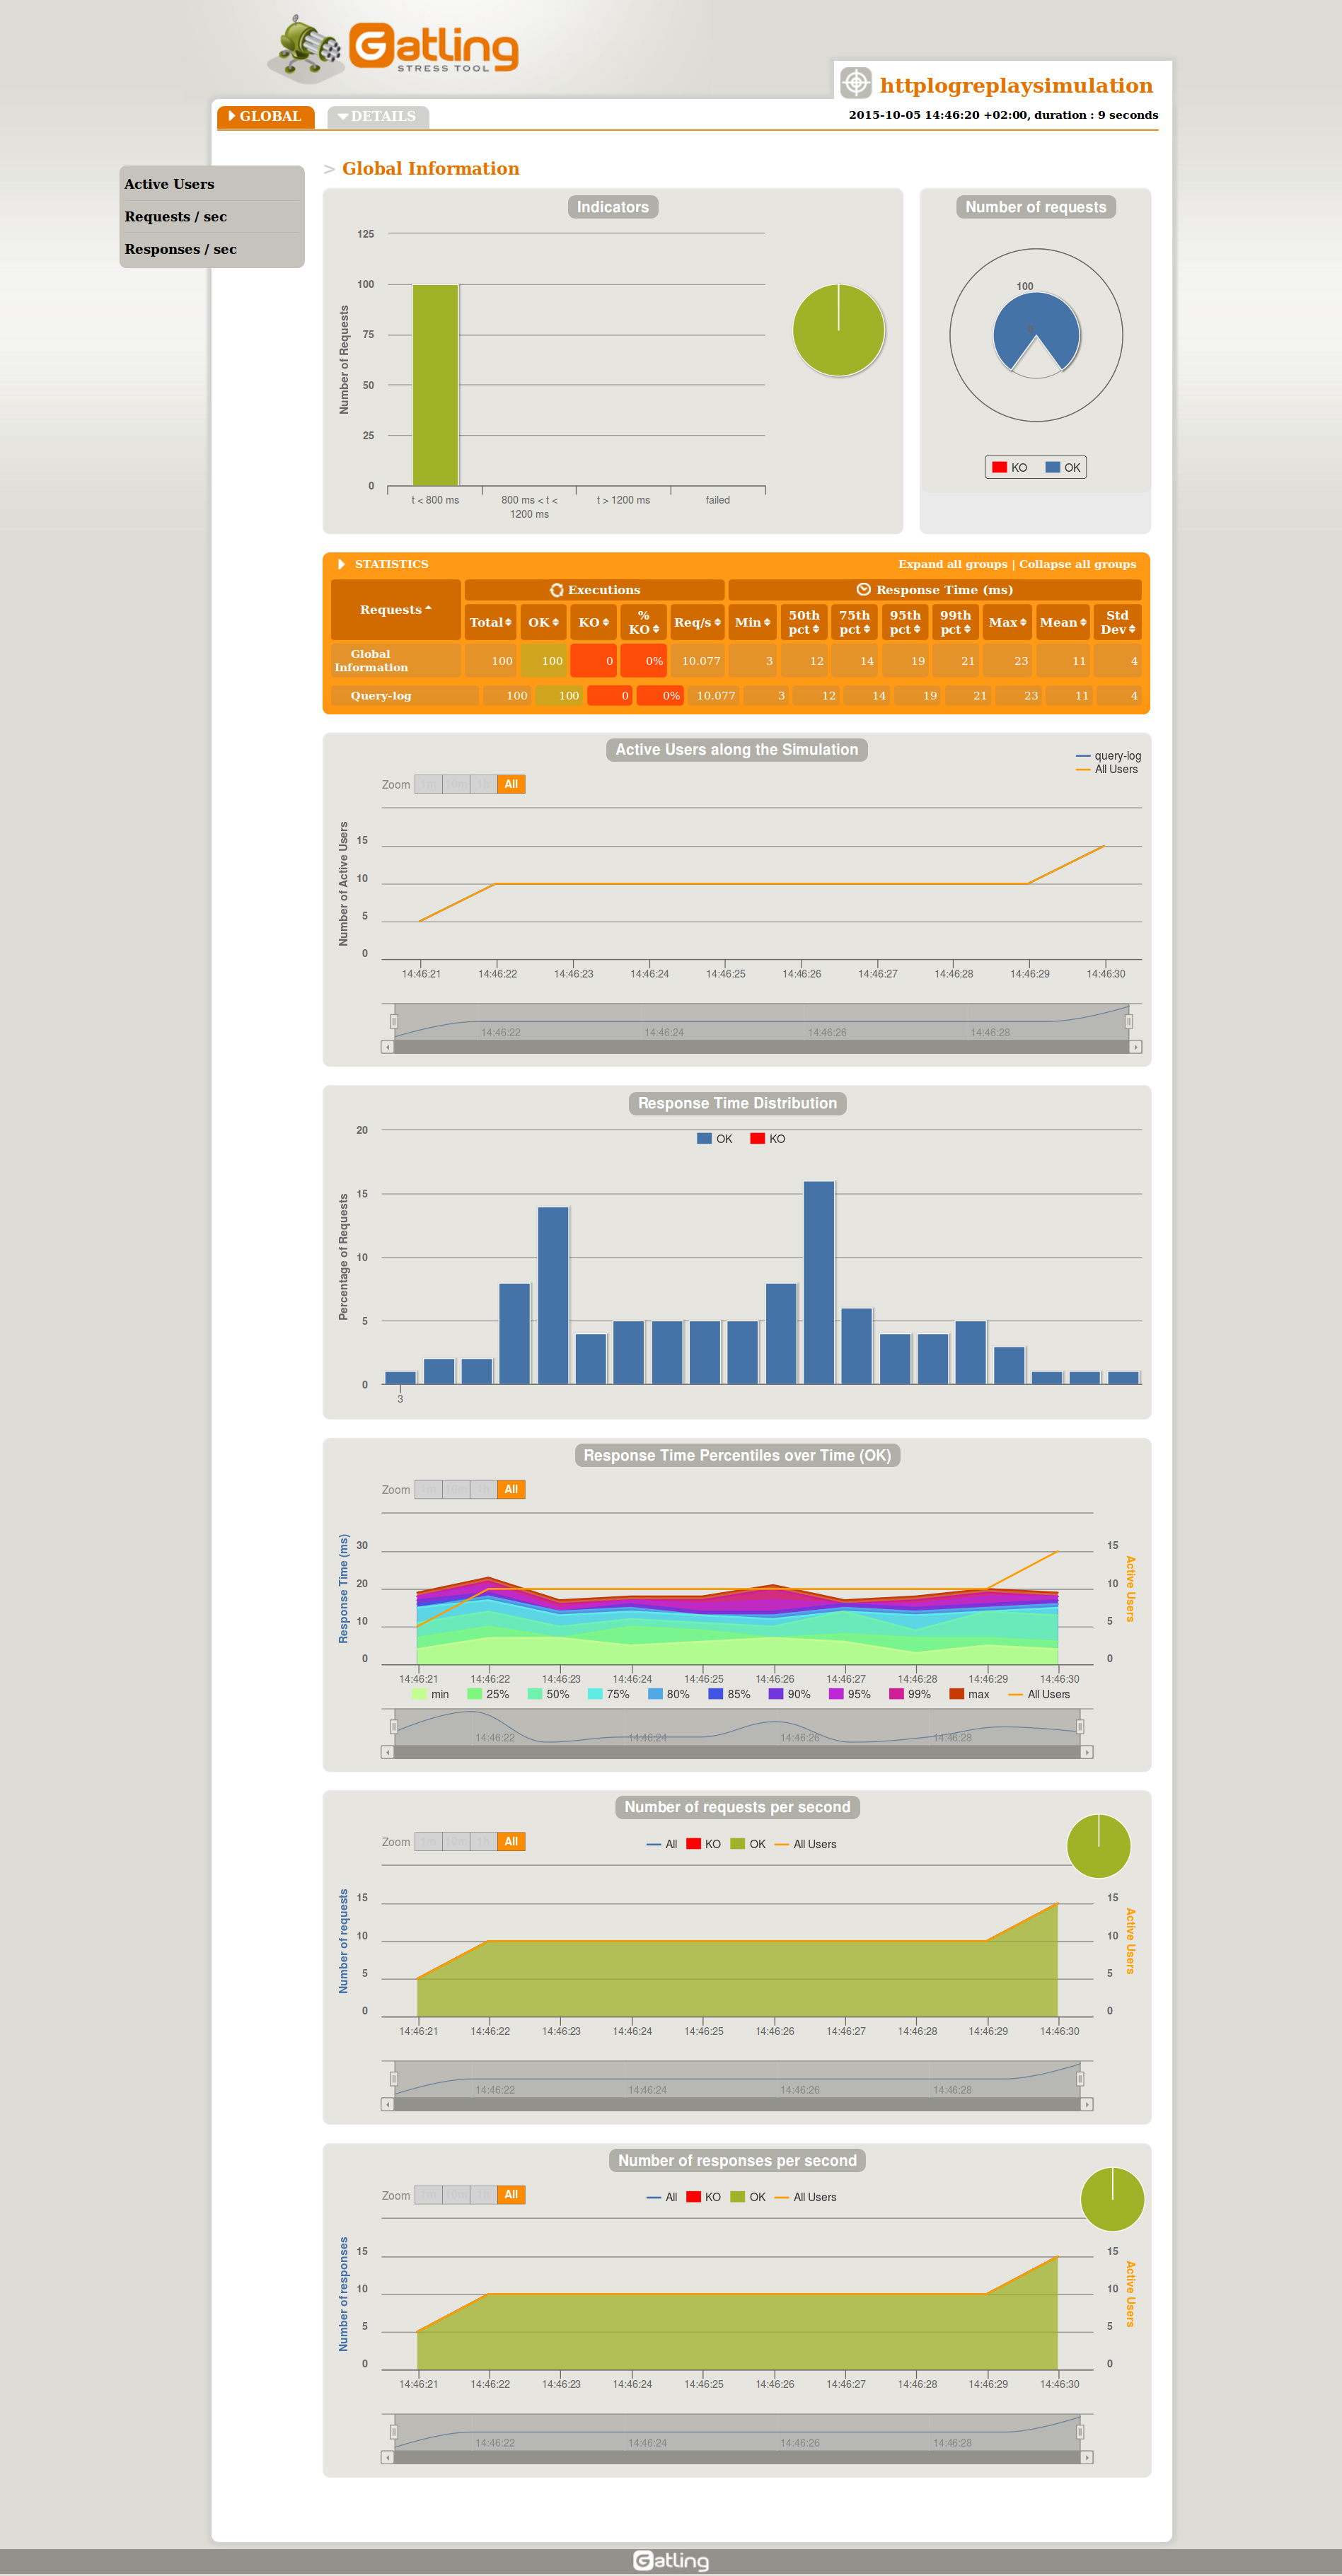 Gatling
STRESS TOOL
httplogreplaysimulation
GLOBAL
DETAILS
2015-10-05 14:46:20 +02:00, duration : 9 seconds
Active Users
Requests / sec
Responses / sec
> Global Information
Indicators
Number of Requests
125
100
75
50
25
0
t < 800 ms
800 ms < t <
1200 ms
t > 1200 ms
failed
Number of requests
100
KO OK
STATISTICS
Expand all groups | Collapse all groups
Requests
Executions
Response Time (ms)
Total OK KO % KO Req/s Min 50th pct 75th pct 95th pct 99th pct Max Mean Std Dev
Global Information 100 100 0 0% 10.077 3 12 14 19 21 23 11 4
Query-log 100 100 0 0% 10.077 3 12 14 19 21 23 11 4
Active Users along the Simulation
query-log
All Users
Zoom All
Number of Active Users
15
10
5
0
14:46:21 14:46:22 14:46:23 14:46:24 14:46:25 14:46:26 14:46:27 14:46:28 14:46:29 14:46:30
14:46:22 14:46:24 14:46:26 14:46:28
Response Time Distribution
OK KO
Percentage of Requests
20
15
10
5
0
3
Response Time Percentiles over Time (OK)
Zoom All
Response Time (ms)
30
20
10
0
15
10
5
0
Active Users
14:46:21 14:46:22 14:46:23 14:46:24 14:46:25 14:46:26 14:46:27 14:46:28 14:46:29 14:46:30
min 25% 50% 75% 80% 85% 90% 95% 99% max All Users
14:46:22 14:46:24 14:46:26 14:46:28
Number of requests per second
Zoom All
All KO OK All Users
Number of requests
15
10
5
0
15
10
5
0
Active Users
14:46:21 14:46:22 14:46:23 14:46:24 14:46:25 14:46:26 14:46:27 14:46:28 14:46:29 14:46:30
14:46:22 14:46:24 14:46:26 14:46:28
Number of responses per second
Zoom All
All KO OK All Users
Number of responses
15
10
5
0
15
10
5
0
Active Users
14:46:21 14:46:22 14:46:23 14:46:24 14:46:25 14:46:26 14:46:27 14:46:28 14:46:29 14:46:30
14:46:22 14:46:24 14:46:26 14:46:28
Gatling